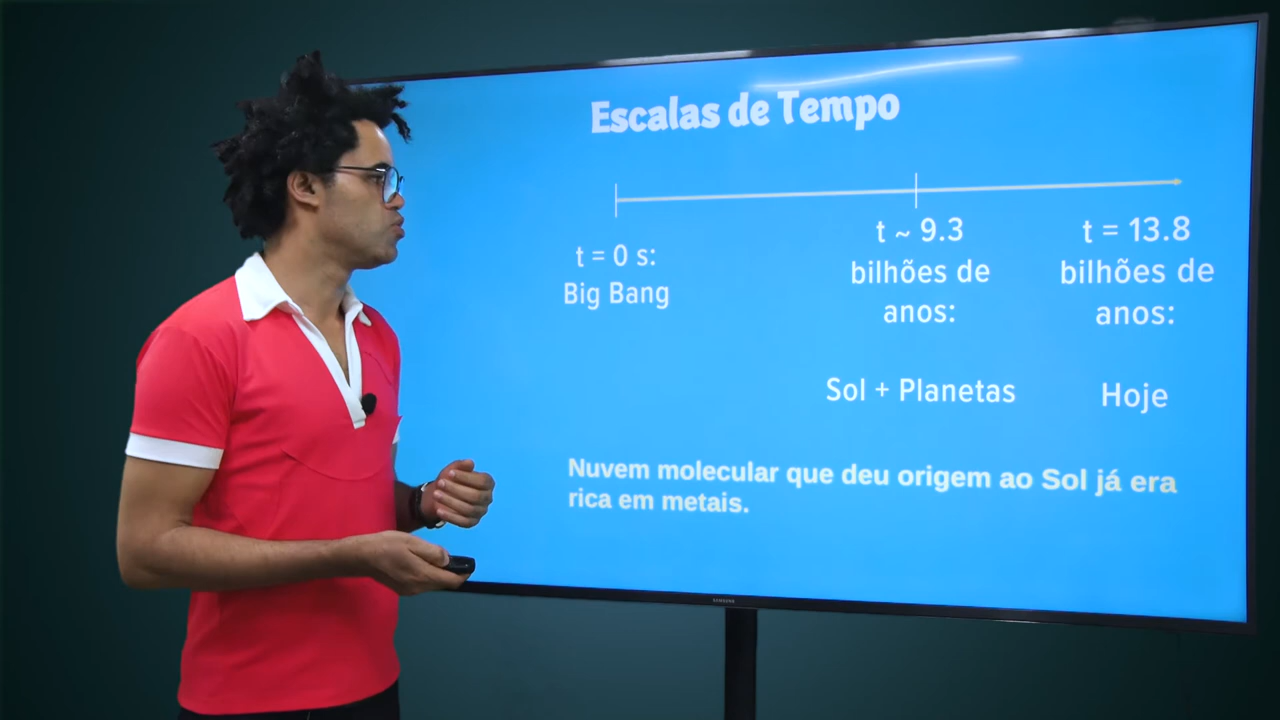 Escalas de Tempo
t = 0 s:
Big Bang
t ~ 9.3
bilhões de
anos:
Sol + Planetas
t = 13.8
bilhões de
anos:
Hoje
Nuvem molecular que deu origem ao Sol já era
rica em metais.
SAMSUNG